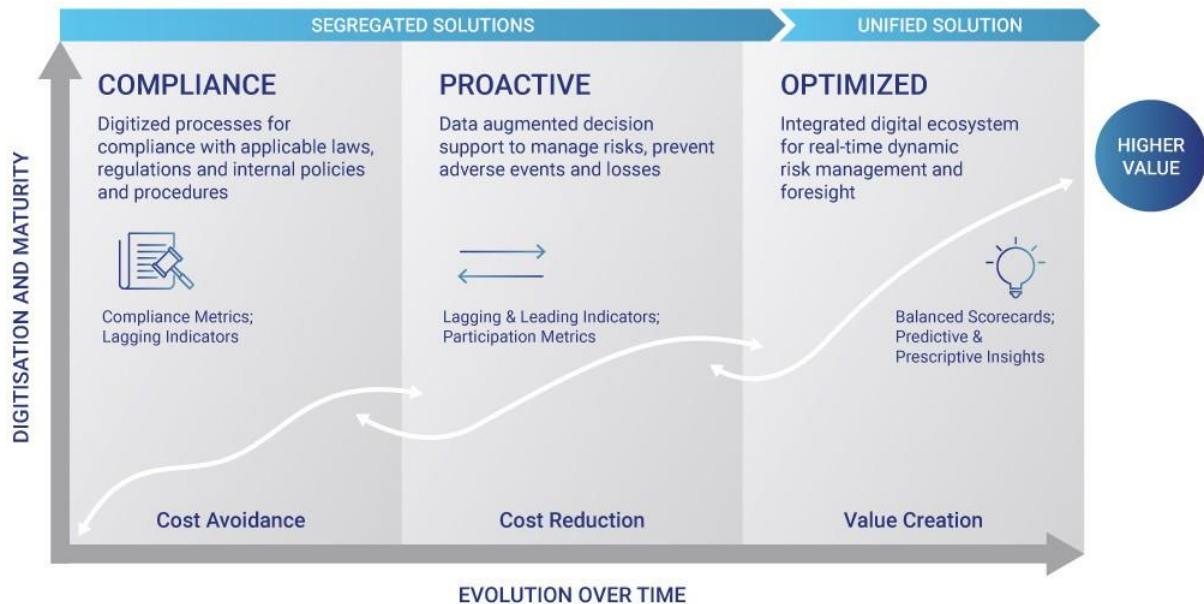 SEGREGATED SOLUTIONS
UNIFIED SOLUTION
COMPLIANCE
Digitized processes for
compliance with applicable laws,
regulations and internal policies
and procedures
Compliance Metrics;
Lagging Indicators
Cost Avoidance
PROACTIVE
Data augmented decision
support to manage risks, prevent
adverse events and losses
Lagging & Leading Indicators;
Participation Metrics
Cost Reduction
OPTIMIZED
Integrated digital ecosystem
for real-time dynamic
risk management and
foresight
Balanced Scorecards;
Predictive &
Prescriptive Insights
Value Creation
HIGHER
VALUE
DIGITISATION AND MATURITY
EVOLUTION OVER TIME